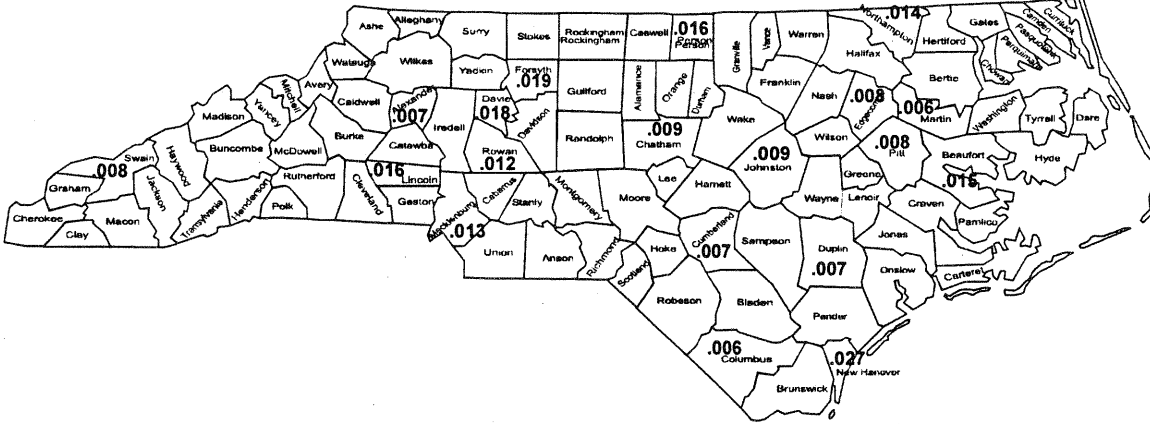 Ashe
Alleghany
Surry
Stokes
Rockingham
Rockingham
Caswell
.016
Person
Person
Granville
Vance
Warren
.014
Northampton
Gates
Hertford
Camden
Currituck
Pasquotank
Perquimans
Chowan
Watauga
Wilkes
Yadkin
Forsyth
.019
Guilford
Alamance
Orange
Durham
Franklin
Halifax
Bertie
Mitchell
Avery
Caldwell
Alexander
.007
Iredell
Davie
.018
Davidson
Randolph
.009
Chatham
Wake
Nash
.008
Edgecombe
.006
Martin
Washington
Tyrrell
Dare
Madison
Yancey
Buncombe
McDowell
Burke
Catawba
Rowan
.012
.009
Johnston
Wilson
.008
Pitt
Beaufort
Hyde
.008
Swain
Haywood
Graham
Jackson
Rutherford
.016
Lincoln
Cleveland
Gaston
Cabarrus
Stanly
Montgomery
Moore
Lee
Harnett
Wayne
Greene
Lenoir
.015
Craven
Pamlico
Cherokee
Clay
Macon
Transylvania
Henderson
Polk
Mecklenburg
.013
Union
Anson
Richmond
Scotland
Hoke
Cumberland
.007
Sampson
Duplin
.007
Jones
Onslow
Carteret
Robeson
Bladen
Pender
.006
Columbus
.027
New Hanover
Brunswick